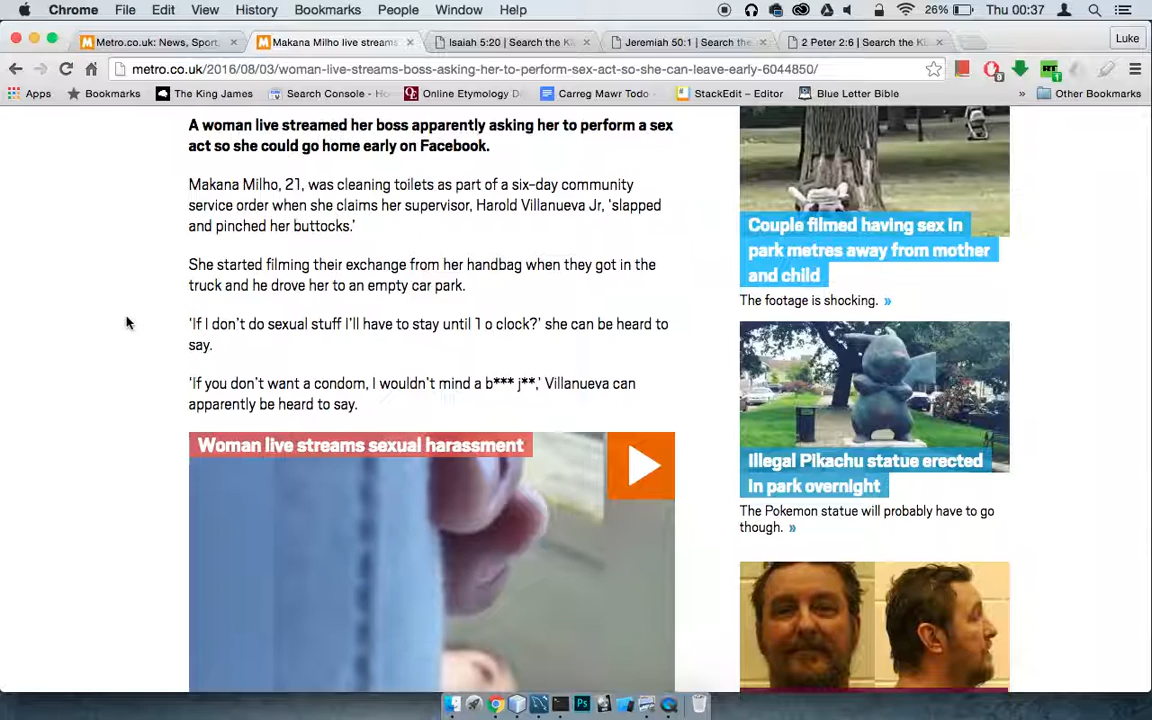 Chrome File Edit View History Bookmarks People Window Help 26% Thu 00:37 Luke
Metro.co.uk: News, Sport, Makana Milho live streams Isaiah 5:20 | Search the Ki Jeremiah 50:1 | Search the 2 Peter 2:6 | Search the Ki Luke
metro.co.uk/2016/08/03/woman-live-streams-boss-asking-her-to-perform-sex-act-so-she-can-leave-early-6044850/
Apps Bookmarks The King James Search Console - Ho Online Etymology D Carreg Mawr Todo StackEdit – Editor Blue Letter Bible » Other Bookmarks
A woman live streamed her boss apparently asking her to perform a sex
act so she could go home early on Facebook.
Makana Milho, 21, was cleaning toilets as part of a six-day community
service order when she claims her supervisor, Harold Villanueva Jr, ‘slapped
and pinched her buttocks.’
She started filming their exchange from her handbag when they got in the
truck and he drove her to an empty car park.
‘If I don’t do sexual stuff I’ll have to stay until 1 o clock?’ she can be heard to
say.
‘If you don’t want a condom, I wouldn’t mind a b*** j**,’ Villanueva can
apparently be heard to say.
Woman live streams sexual harassment
Couple filmed having sex in
park metres away from mother
and child
The footage is shocking. »
Illegal Pikachu statue erected
in park overnight
The Pokemon statue will probably have to go
though. »